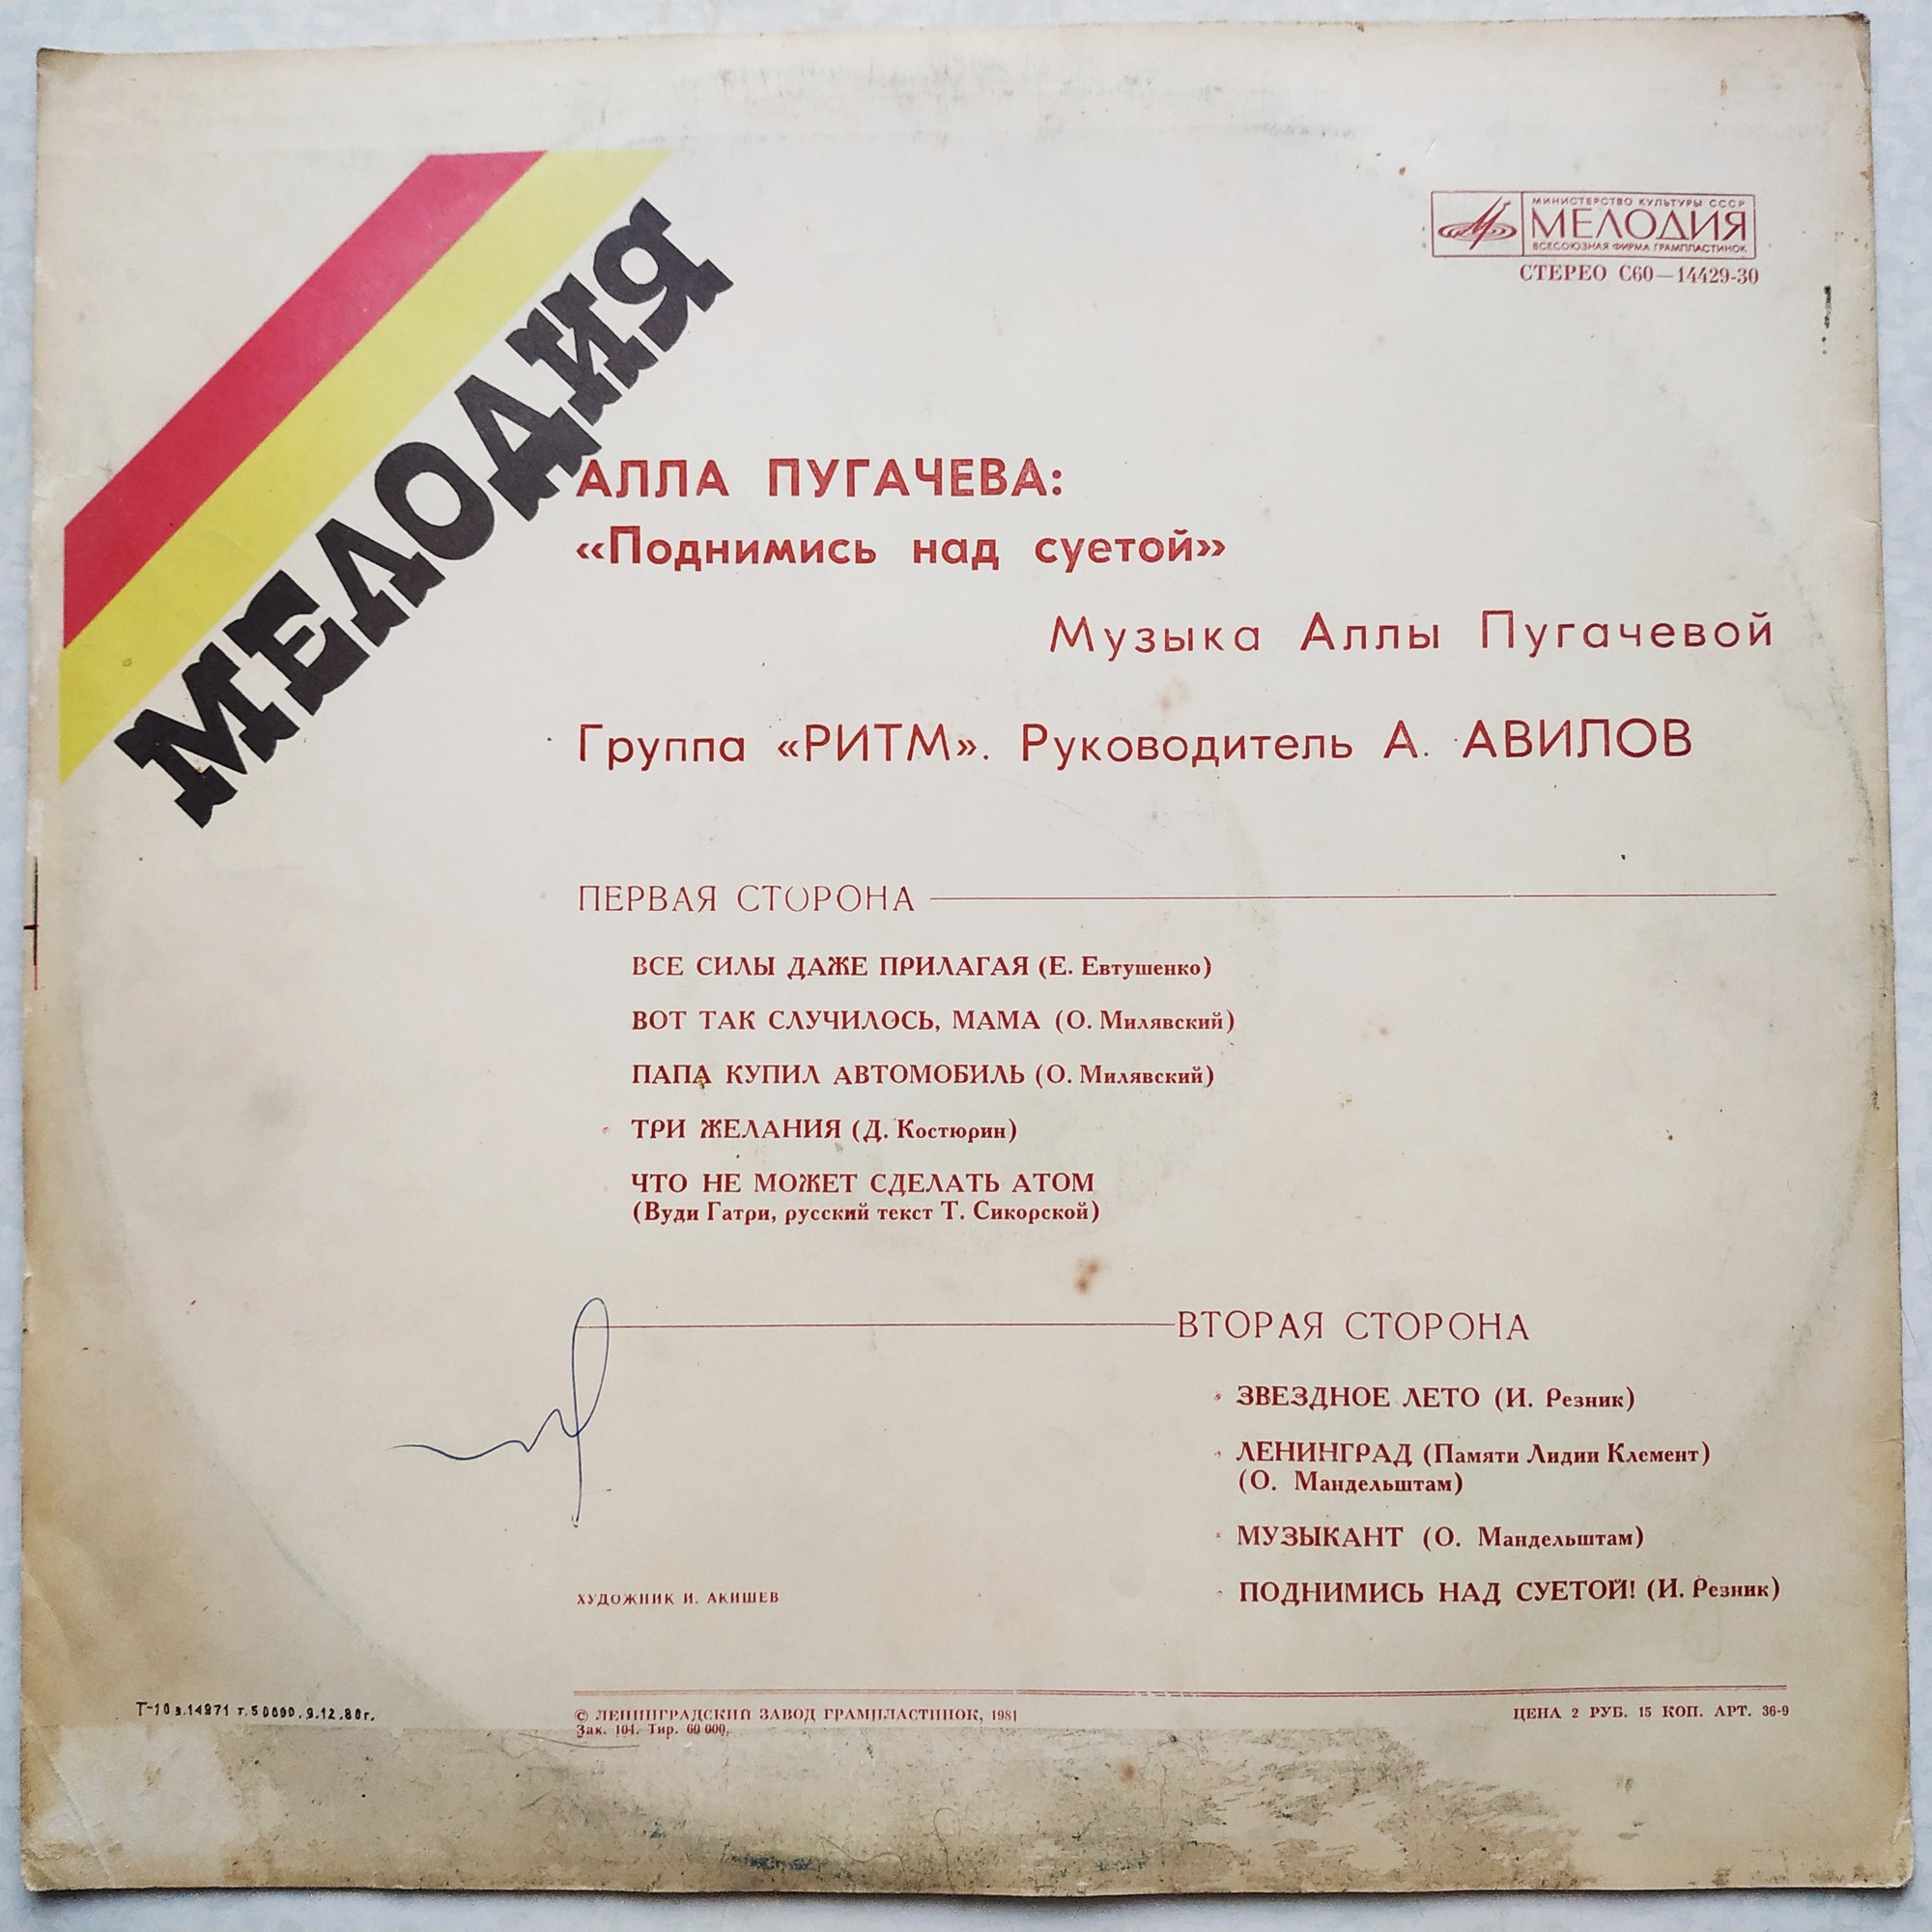 МЕЛОДИЯ
МИНИСТЕРСТВО КУЛЬТУРЫ СССР
МЕЛОДИЯ
ВСЕСОЮЗНАЯ ФИРМА ГРАМПЛАСТИНОК
СТЕРЕО С60—14429-30
АЛЛА ПУГАЧЕВА:
«Поднимись над суетой»
Музыка Аллы Пугачевой
Группа «РИТМ». Руководитель А. АВИЛОВ
ПЕРВАЯ СТОРОНА
ВСЕ СИЛЫ ДАЖЕ ПРИЛАГАЯ (Е. Евтушенко)
ВОТ ТАК СЛУЧИЛОСЬ, МАМА (О. Милявский)
ПАПА КУПИЛ АВТОМОБИЛЬ (О. Милявский)
ТРИ ЖЕЛАНИЯ (Д. Костюрин)
ЧТО НЕ МОЖЕТ СДЕЛАТЬ АТОМ
(Вуди Гатри, русский текст Т. Сикорской)
ВТОРАЯ СТОРОНА
ЗВЕЗДНОЕ ЛЕТО (И. Резник)
ЛЕНИНГРАД (Памяти Лидии Клемент)
(О. Мандельштам)
МУЗЫКАНТ (О. Мандельштам)
ПОДНИМИСЬ НАД СУЕТОЙ! (И. Резник)
ХУДОЖНИК И. АКИШЕВ
Т-10 з.14971 т.50000. 9.12.80г.
© ЛЕНИНГРАДСКИЙ ЗАВОД ГРАМПЛАСТИНОК, 1981
Зак. 104. Тир. 60 000.
ЦЕНА 2 РУБ. 15 КОП. АРТ. 36-9